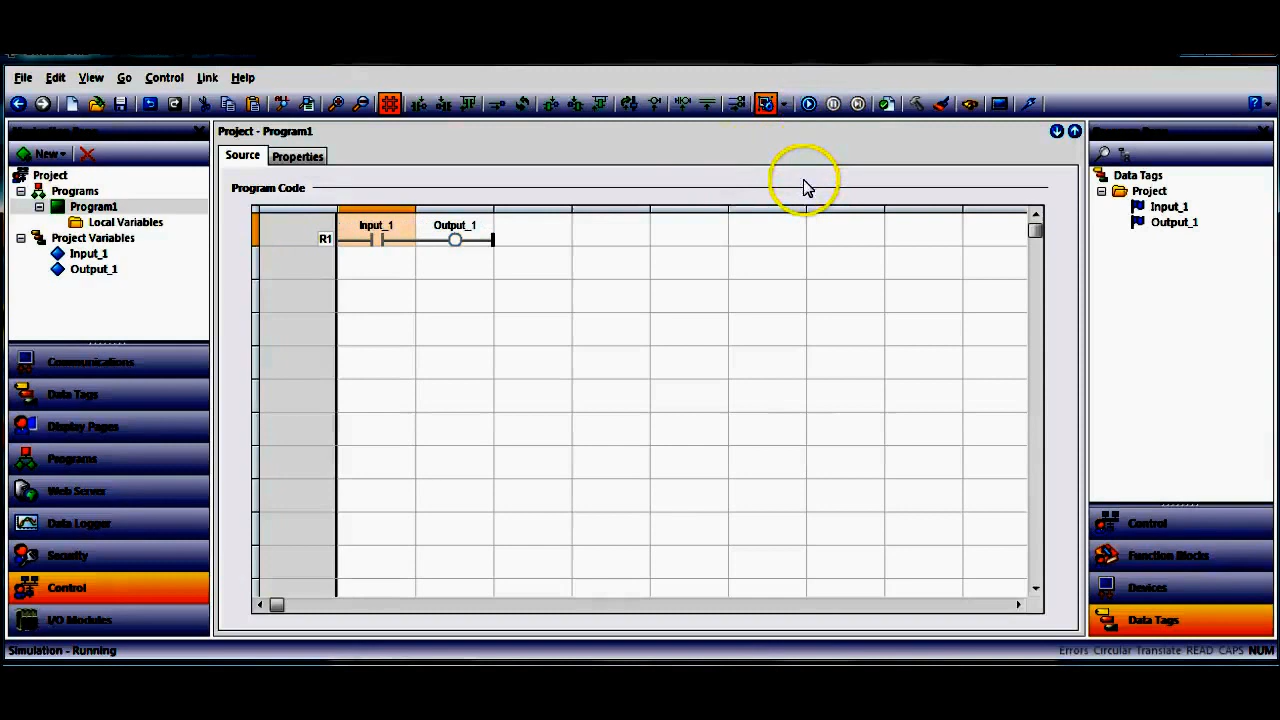 File Edit View Go Control Link Help
Project - Program1
New
Source Properties
Project
Programs
Program1
Local Variables
Project Variables
Input_1
Output_1
Program Code
Input_1 Output_1
R1
Data Tags
Project
Input_1
Output_1
Communications
Data Tags
Display Pages
Programs
Web Server
Data Logger
Security
Control
I/O Modules
Control
Function Blocks
Devices
Data Tags
Simulation - Running
Errors Circular Translate READ CAPS NUM